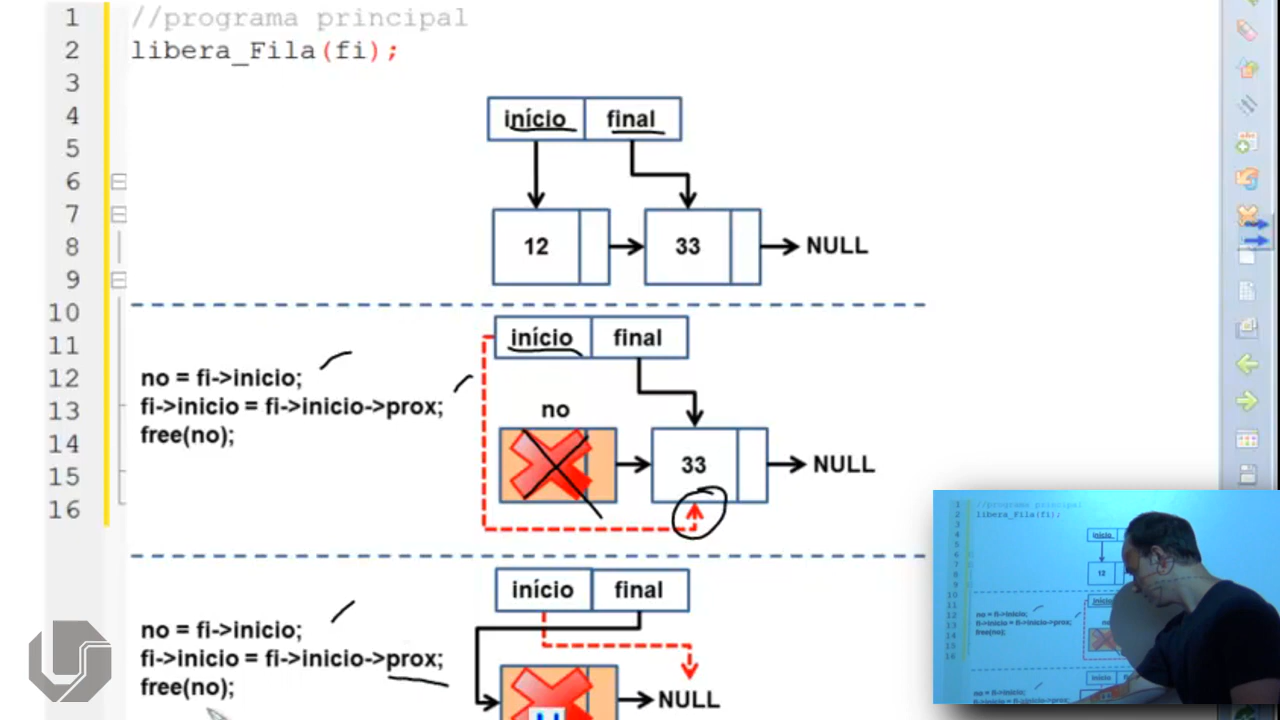 1 //programa principal
2 libera_Fila(fi);
3
4
5
6
7
8
9
10
11
12
13
14
15
16
início final
12 33 NULL
início final
no = fi->inicio;
fi->inicio = fi->inicio->prox;
free(no);
no
33 NULL
início final
no = fi->inicio;
fi->inicio = fi->inicio->prox;
free(no);
NULL